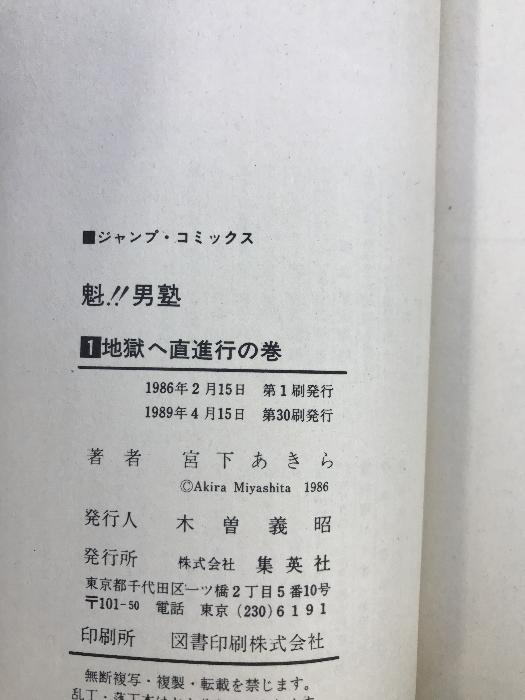 ■ジャンプ・コミックス
魁!!男塾
1地獄へ直進行の巻
1986年2月15日 第1刷発行
1989年4月15日 第30刷発行
著者 宮下あきら
©Akira Miyashita 1986
発行人 木曽義昭
発行所 株式会社 集英社
東京都千代田区一ツ橋2丁目5番10号
〒101-50 電話 東京(230)6191
印刷所 図書印刷株式会社
無断複写・複製・転載を禁じます。
乱丁・落丁本は